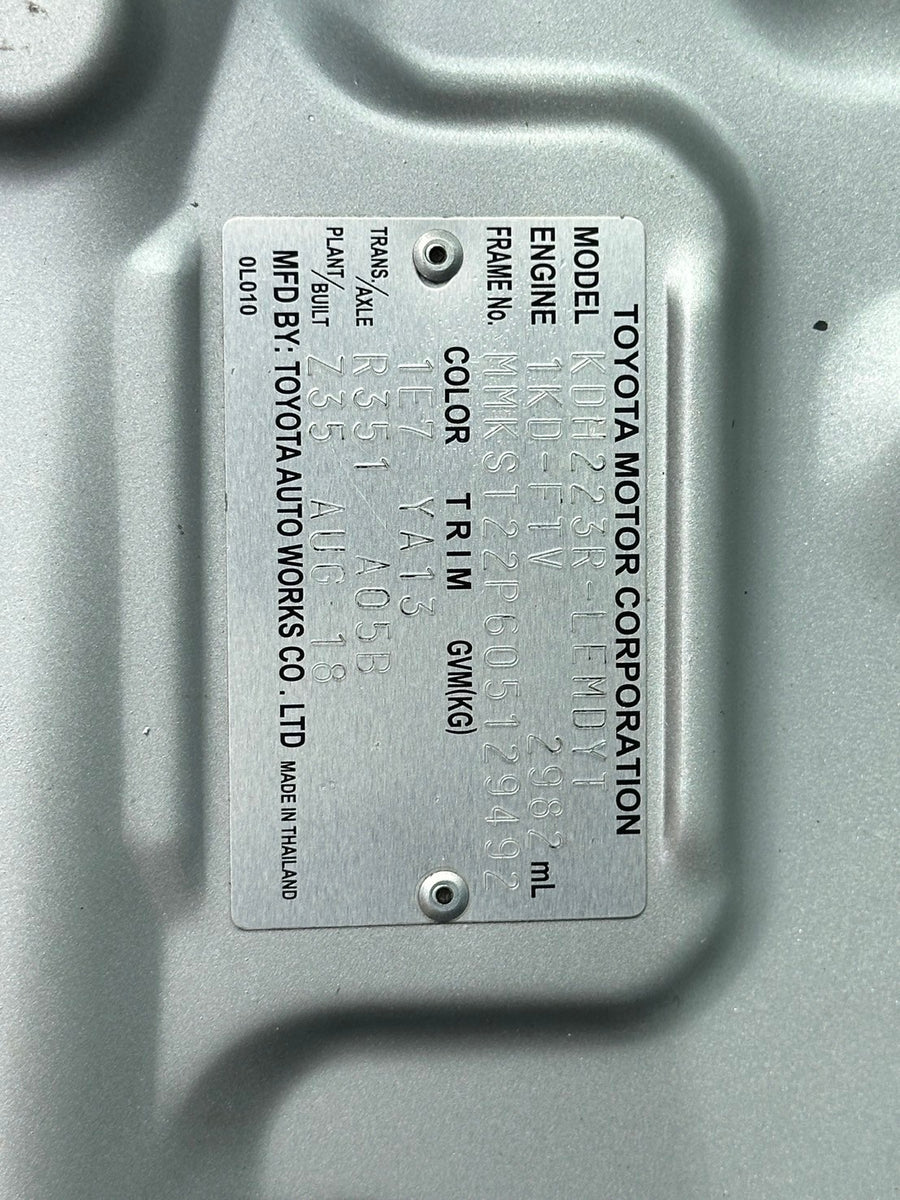 TOYOTA MOTOR CORPORATION
MODEL KDH223R-LEMDYT
ENGINE 1KD-FTV 2982 mL
FRAME No. MMKST22P605129492
COLOR TRIM GVM(KG)
1E7 YA13
TRANS./AXLE R351 / A05B
PLANT/BUILT Z35 AUG 18
MFD BY: TOYOTA AUTO WORKS CO . LTD MADE IN THAILAND
0L010